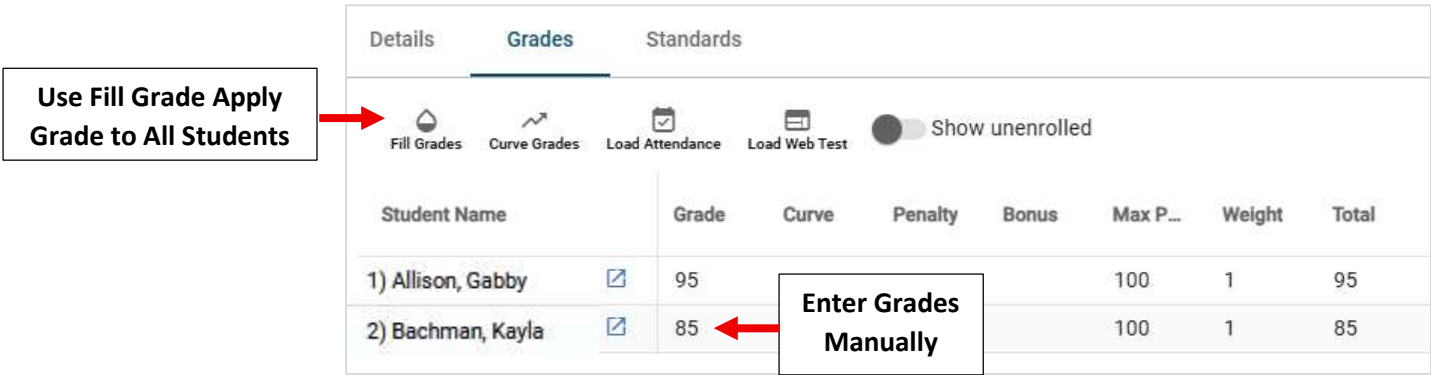 Details Grades Standards
Use Fill Grade Apply
Grade to All Students
Fill Grades Curve Grades Load Attendance Load Web Test Show unenrolled
Student Name Grade Curve Penalty Bonus Max P... Weight Total
1) Allison, Gabby 95 100 1 95
2) Bachman, Kayla 85 100 1 85
Enter Grades
Manually